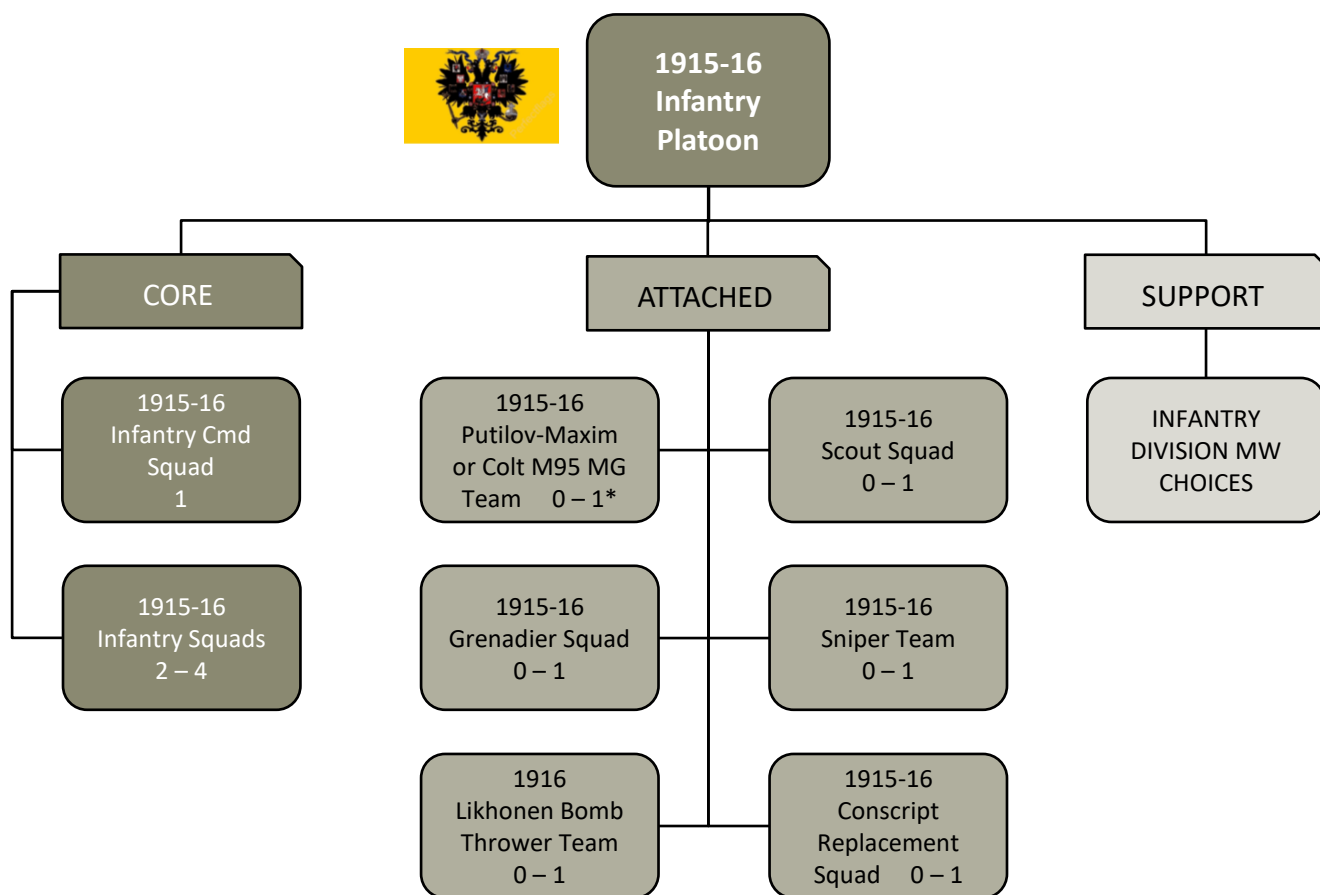 1915-16
Infantry
Platoon
CORE
ATTACHED
SUPPORT
1915-16
Infantry Cmd
Squad
1
1915-16
Infantry Squads
2 – 4
1915-16
Putilov-Maxim
or Colt M95 MG
Team 0 – 1*
1915-16
Scout Squad
0 – 1
1915-16
Grenadier Squad
0 – 1
1915-16
Sniper Team
0 – 1
1916
Likhonen Bomb
Thrower Team
0 – 1
1915-16
Conscript
Replacement
Squad 0 – 1
INFANTRY
DIVISION MW
CHOICES